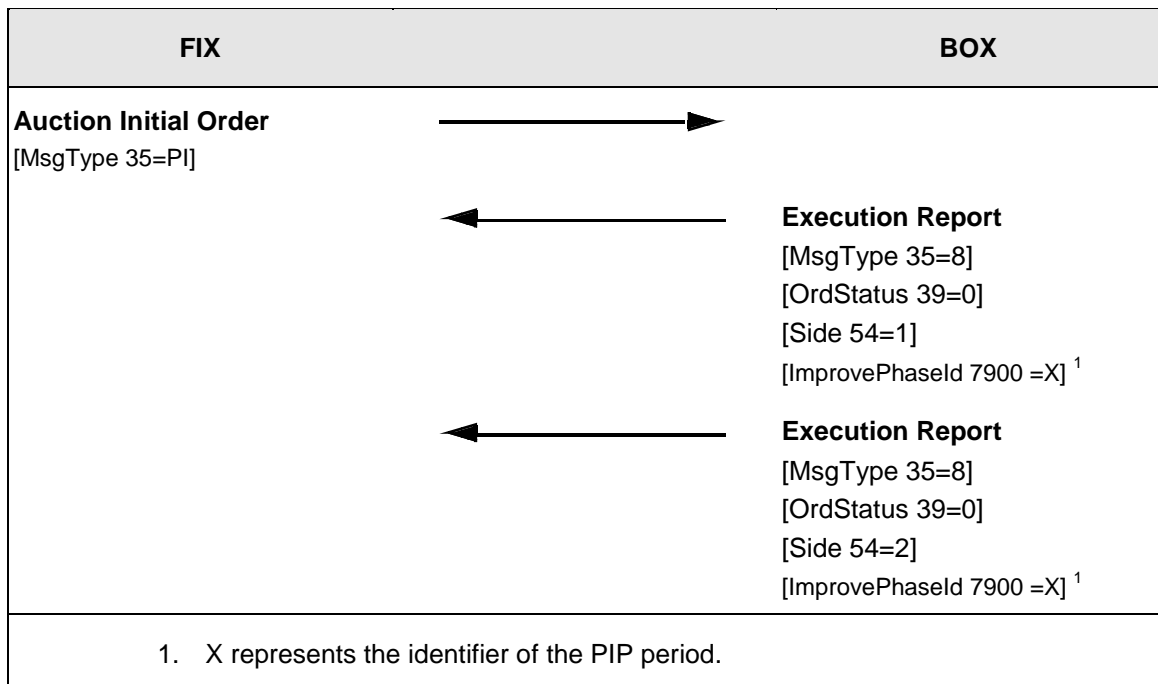 FIX BOX
Auction Initial Order
[MsgType 35=PI]
Execution Report
[MsgType 35=8]
[OrdStatus 39=0]
[Side 54=1]
[ImprovePhaseId 7900 =X] 1
Execution Report
[MsgType 35=8]
[OrdStatus 39=0]
[Side 54=2]
[ImprovePhaseId 7900 =X] 1
1. X represents the identifier of the PIP period.